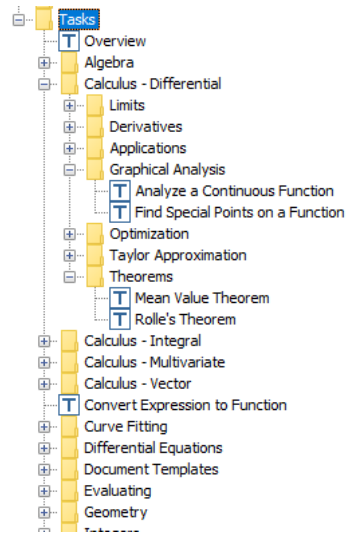 Tasks
T Overview
Algebra
Calculus - Differential
Limits
Derivatives
Applications
Graphical Analysis
T Analyze a Continuous Function
T Find Special Points on a Function
Optimization
Taylor Approximation
Theorems
T Mean Value Theorem
T Rolle's Theorem
Calculus - Integral
Calculus - Multivariate
Calculus - Vector
T Convert Expression to Function
Curve Fitting
Differential Equations
Document Templates
Evaluating
Geometry
Integers